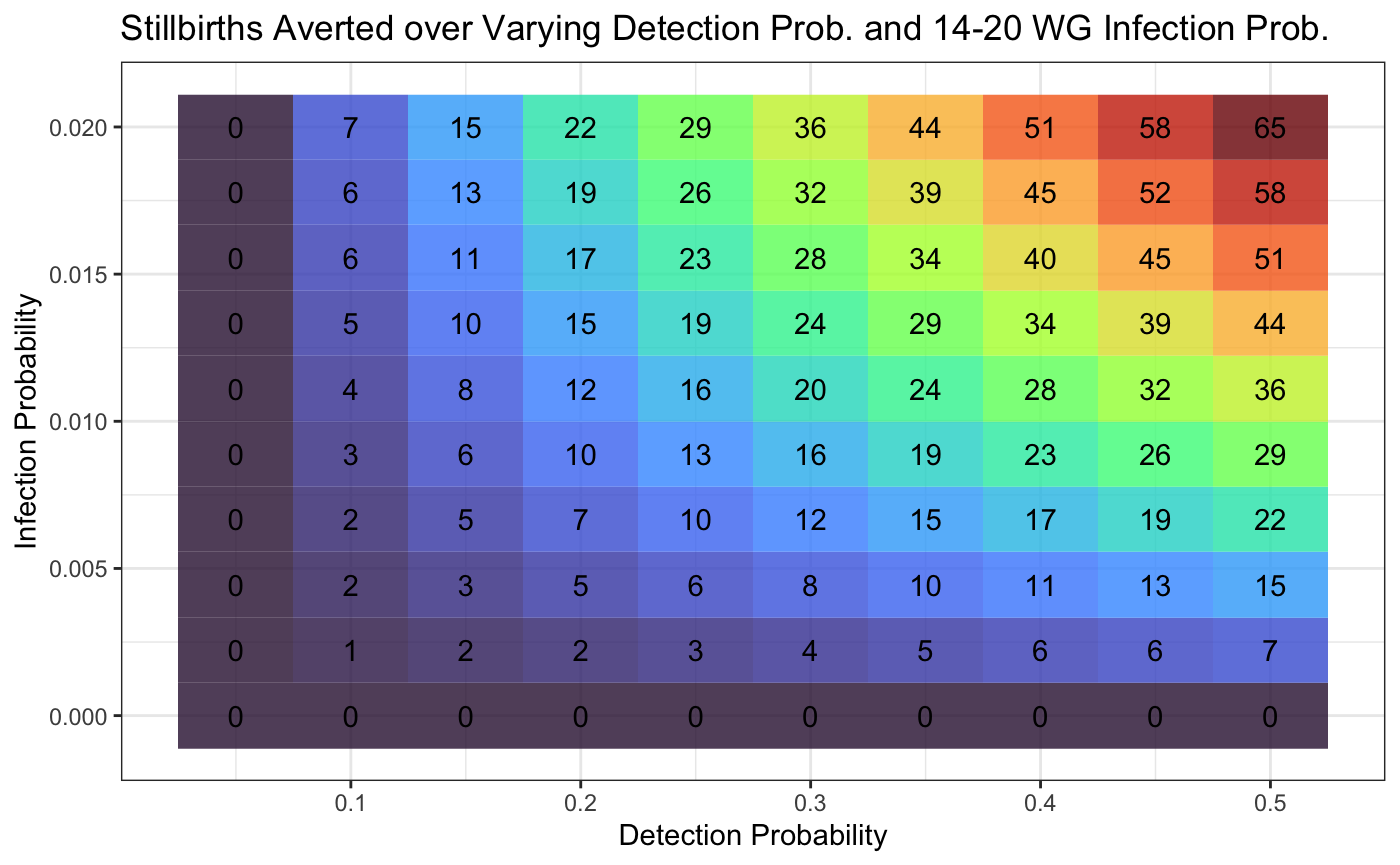 Stillbirths Averted over Varying Detection Prob. and 14-20 WG Infection Prob.
Infection Probability
0.020 0 7 15 22 29 36 44 51 58 65
0 6 13 19 26 32 39 45 52 58
0.015 0 6 11 17 23 28 34 40 45 51
0 5 10 15 19 24 29 34 39 44
0 4 8 12 16 20 24 28 32 36
0.010
0 3 6 10 13 16 19 23 26 29
0 2 5 7 10 12 15 17 19 22
0.005 0 2 3 5 6 8 10 11 13 15
0 1 2 2 3 4 5 6 6 7
0.000 0 0 0 0 0 0 0 0 0 0
0.1 0.2 0.3 0.4 0.5
Detection Probability